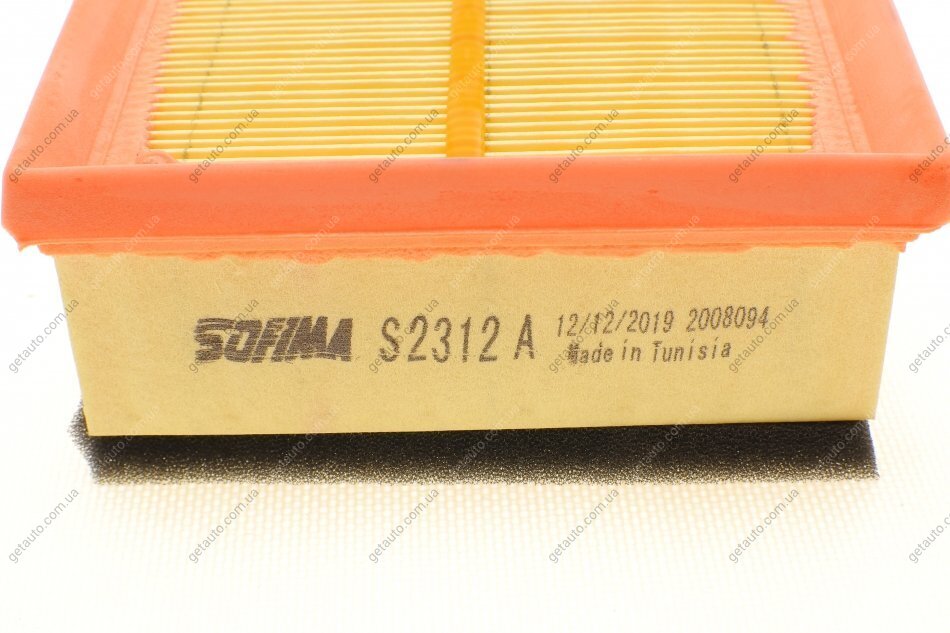 SOFIMA S2312 A 12/12/2019 2008094
Made in Tunisia
getauto.com.ua